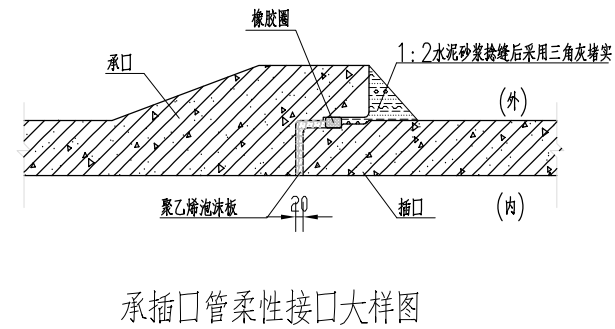 橡胶圈
承口
1:2水泥砂浆捻缝后采用三角灰堵实
(外)
聚乙烯泡沫板
20
插口
(内)
承插口管柔性接口大样图